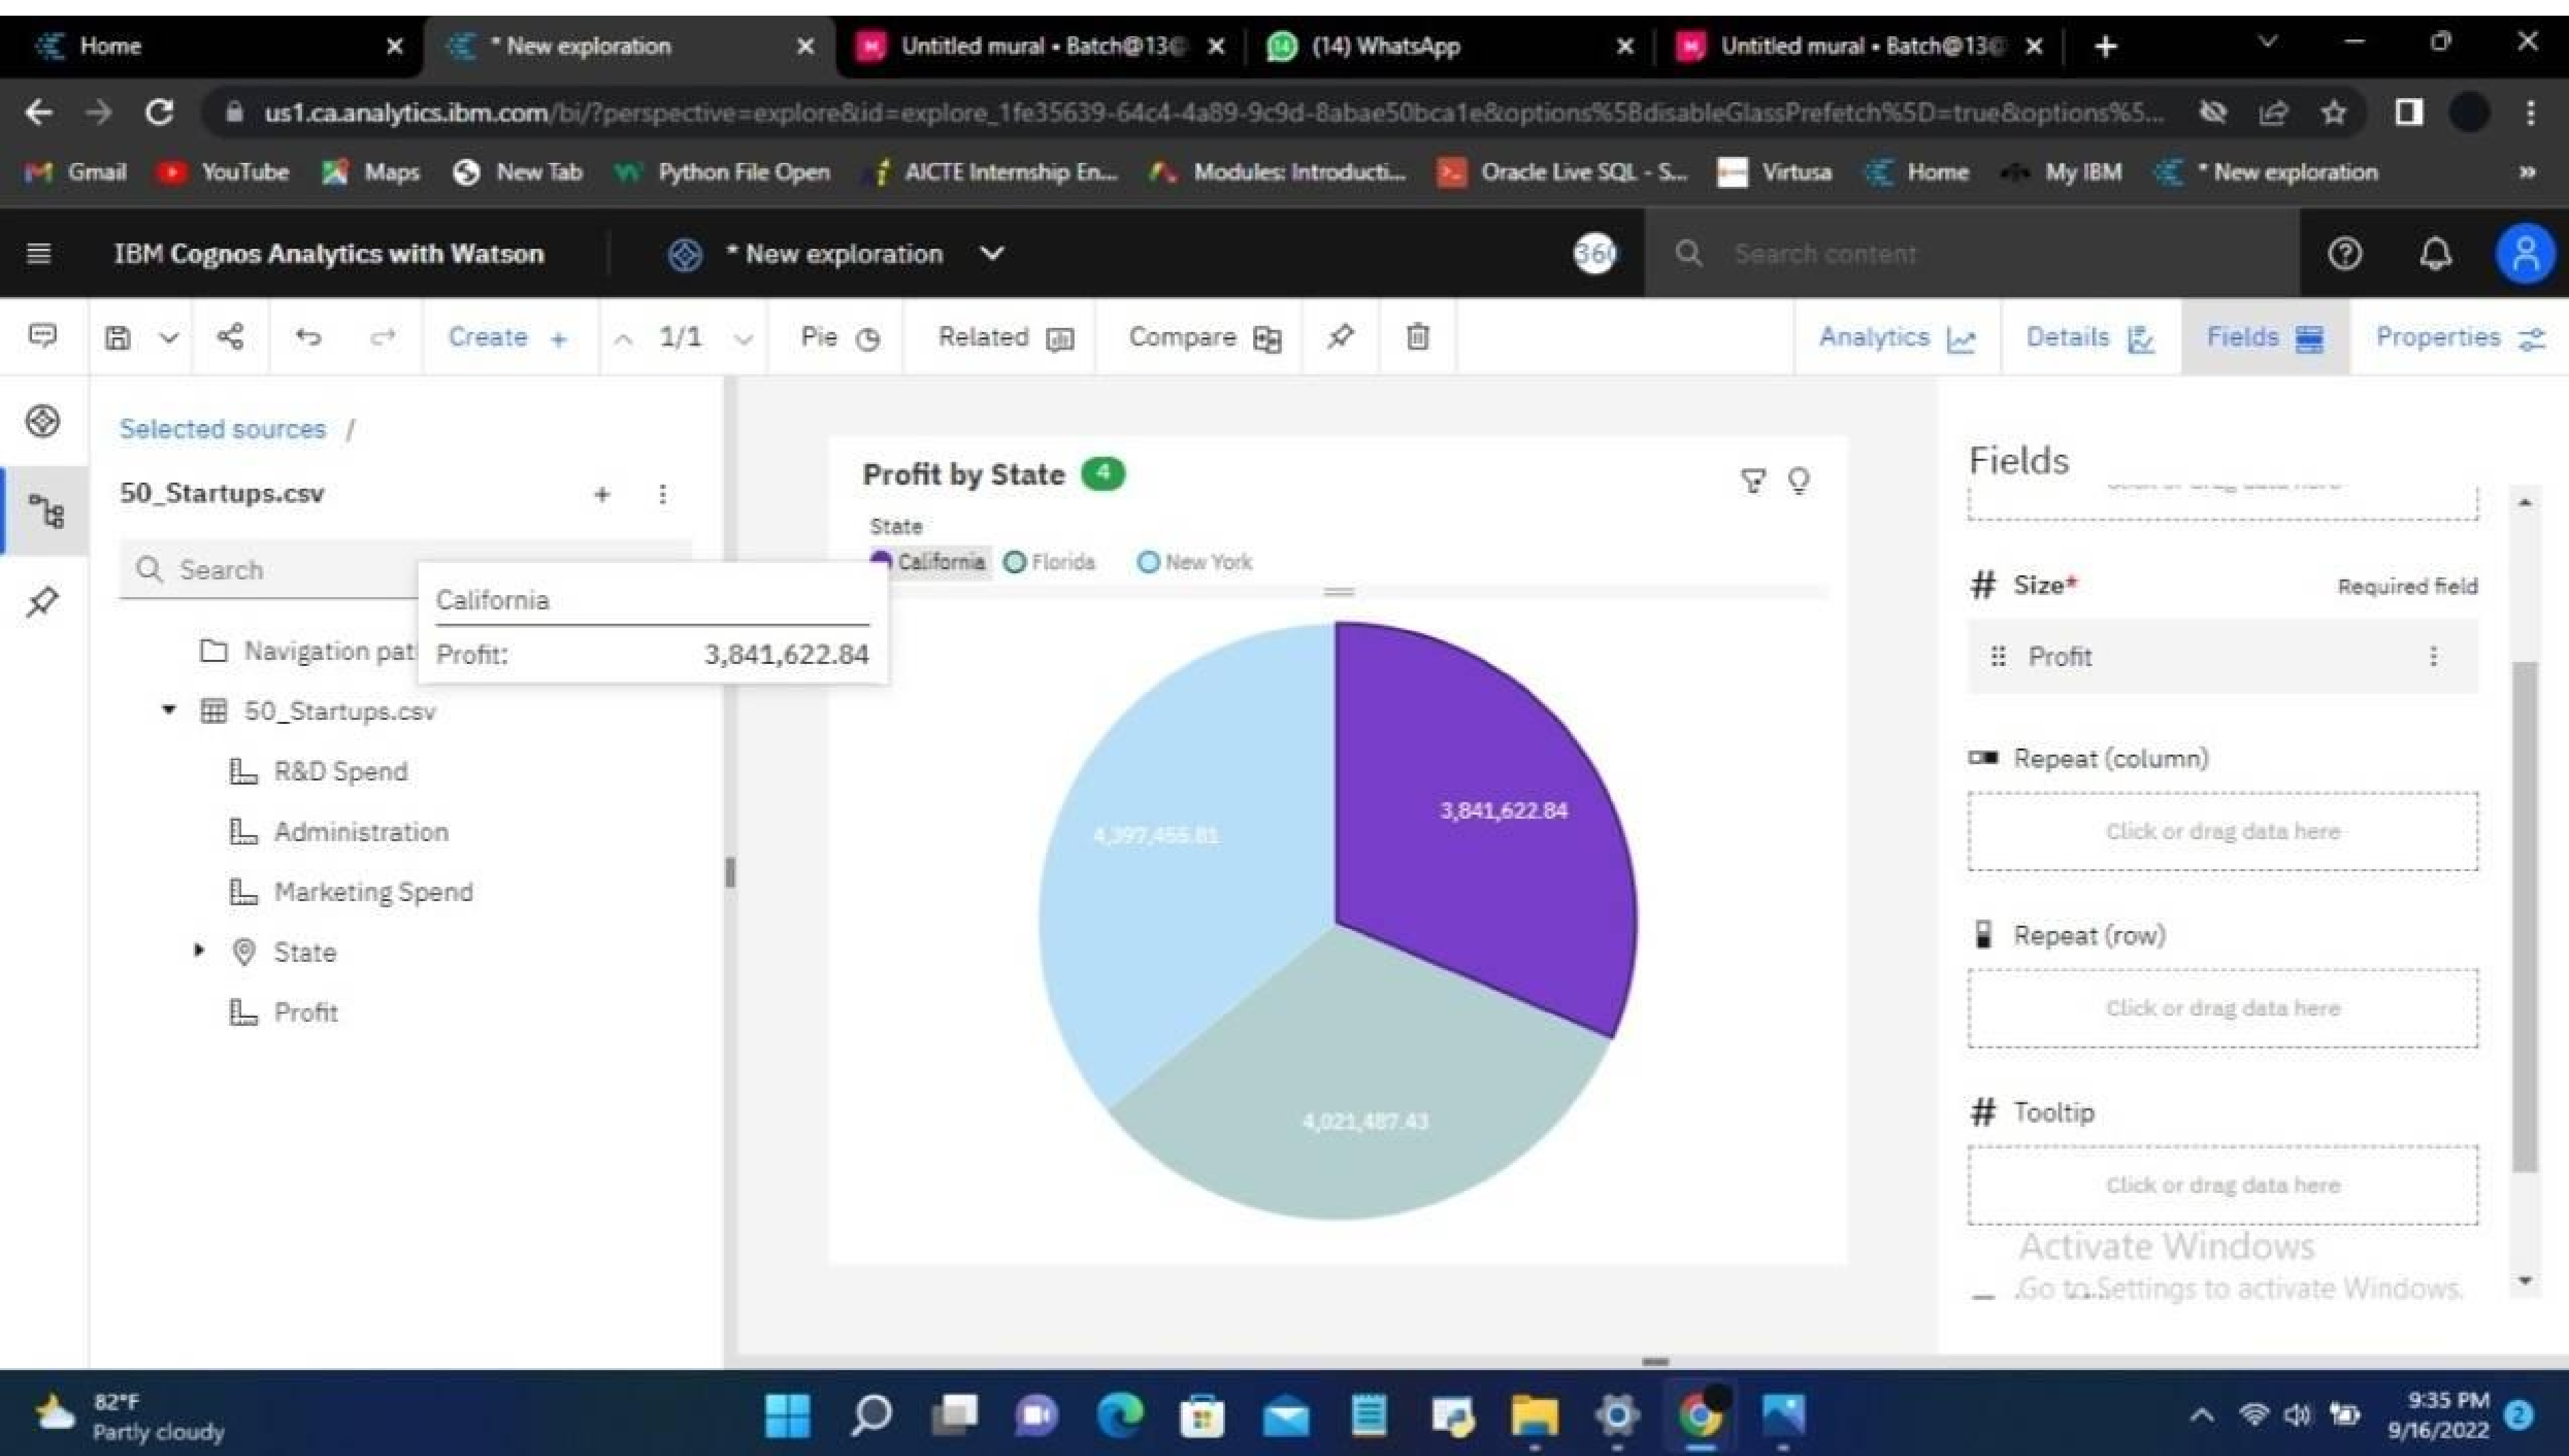 Home
* New exploration
Untitled mural • Batch@13
(14) WhatsApp
Untitled mural • Batch@13
us1.ca.analytics.ibm.com/bi/?perspective=explore&id=explore_1fe35639-64c4-4a89-9c9d-8abae50bca1e&options%5BdisableGlassPrefetch%5D=true&options%5...
Gmail YouTube Maps New Tab Python File Open AICTE Internship En... Modules: Introducti... Oracle Live SQL - S... Virtusa Home My IBM * New exploration »
IBM Cognos Analytics with Watson
* New exploration
360
Search content
Create + 1/1 Pie Related Compare Analytics Details Fields Properties
Selected sources /
50_Startups.csv
Search
Navigation pat
50_Startups.csv
R&D Spend
Administration
Marketing Spend
State
Profit
California
Profit: 3,841,622.84
Profit by State 4
State
California Florida New York
3,841,622.84
4,397,455.81
4,021,487.43
Fields
# Size* Required field
Profit
Repeat (column)
Click or drag data here
Repeat (row)
Click or drag data here
# Tooltip
Click or drag data here
Activate Windows
Go to Settings to activate Windows.
82°F
Partly cloudy
9:35 PM
9/16/2022
2